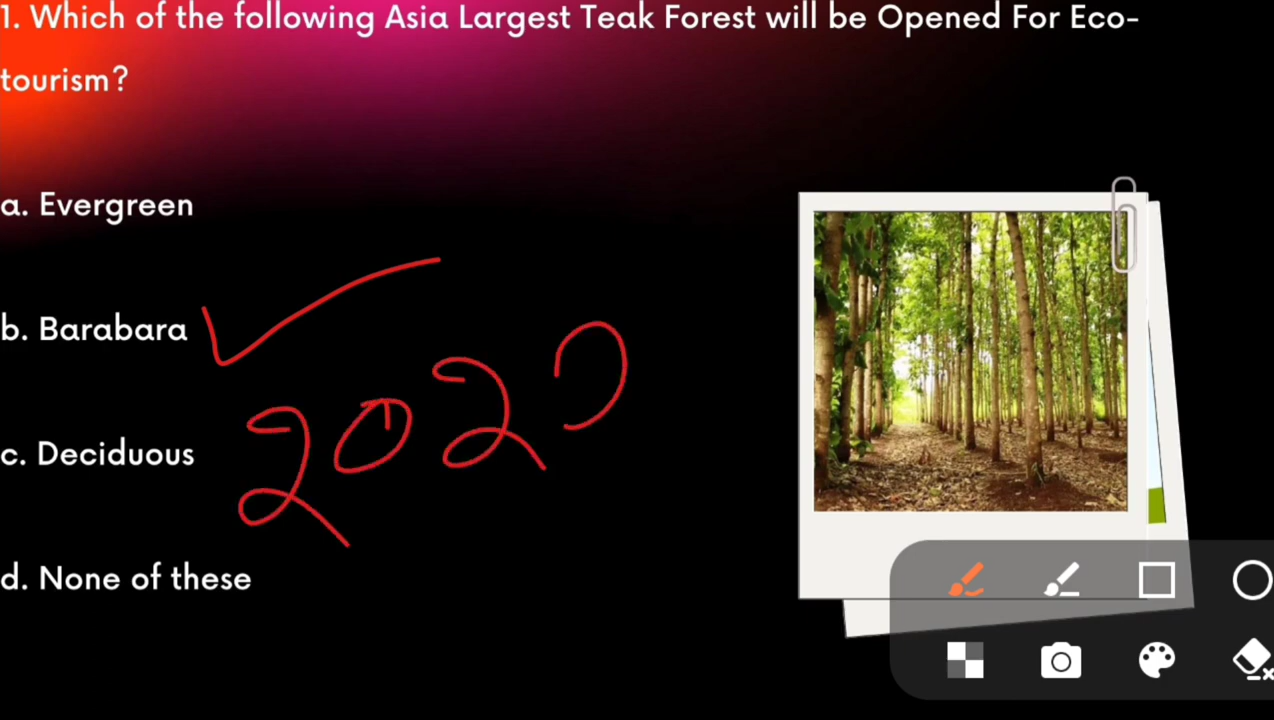 1. Which of the following Asia Largest Teak Forest will be Opened For Eco-
tourism?
a. Evergreen
b. Barabara
c. Deciduous
d. None of these